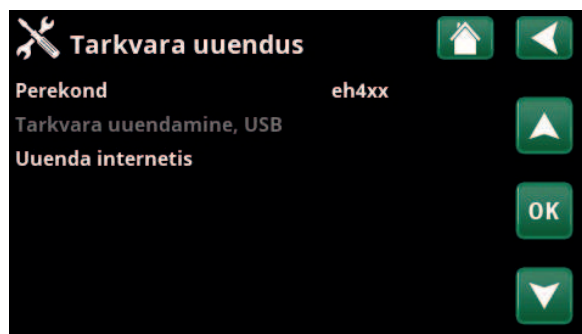 Tarkvara uuendus
Perekond eh4xx
Tarkvara uuendamine, USB
Uuenda internetis
OK